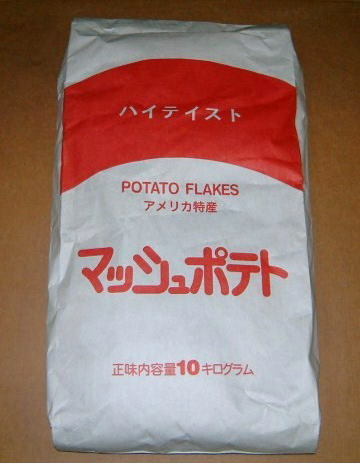 ハイテイスト
POTATO FLAKES
アメリカ特産
マッシュポテト
正味内容量10キログラム